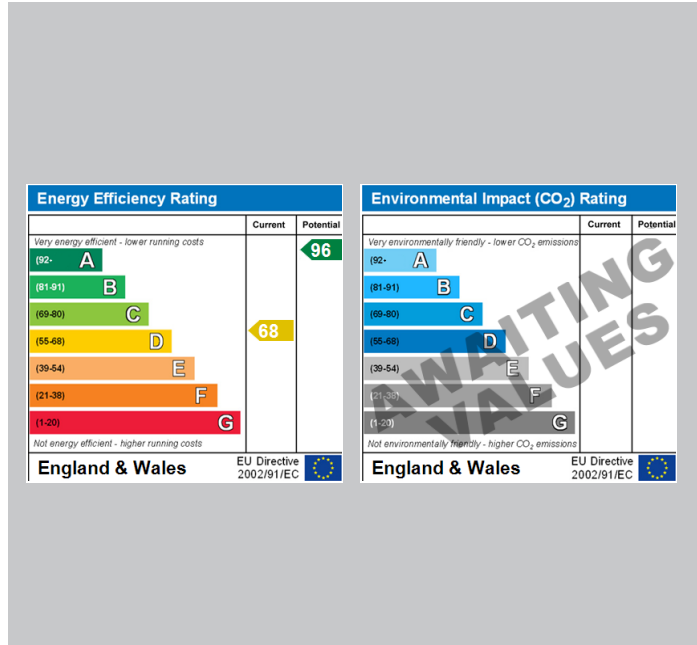 Energy Efficiency Rating
Current Potential
Very energy efficient - lower running costs
(92- A
96
(81-91) B
(69-80) C
68
(55-68) D
(39-54) E
(21-38) F
(1-20) G
Not energy efficient - higher running costs
England & Wales
EU Directive
2002/91/EC
Environmental Impact (CO2) Rating
Current Potential
Very environmentally friendly - lower CO2 emissions
(92- A
(81-91) B
(69-80) C
(55-68) D
(39-54) E
(21-38) F
(1-20) G
AWAITING
VALUES
Not environmentally friendly - higher CO2 emissions
England & Wales
EU Directive
2002/91/EC